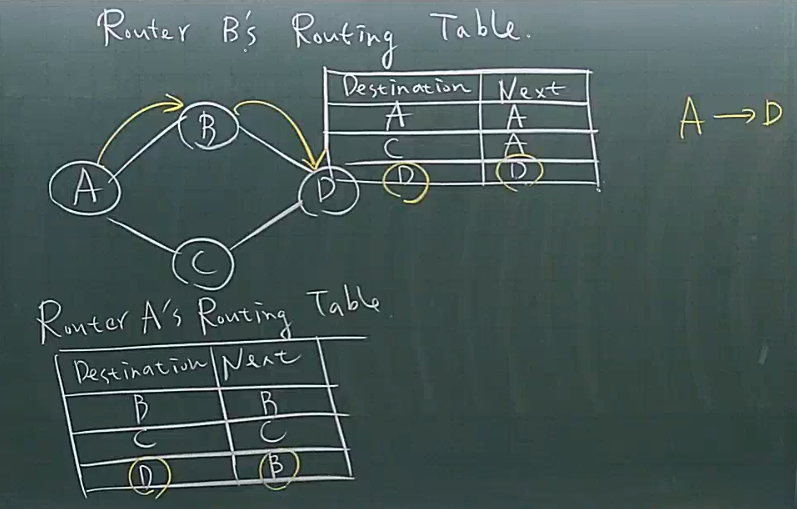 Router B's Routing Table.
Destination Next
A A
C A
D D
A → D
B
A
D
C
Router A's Routing Table.
Destination Next
B B
C C
D B